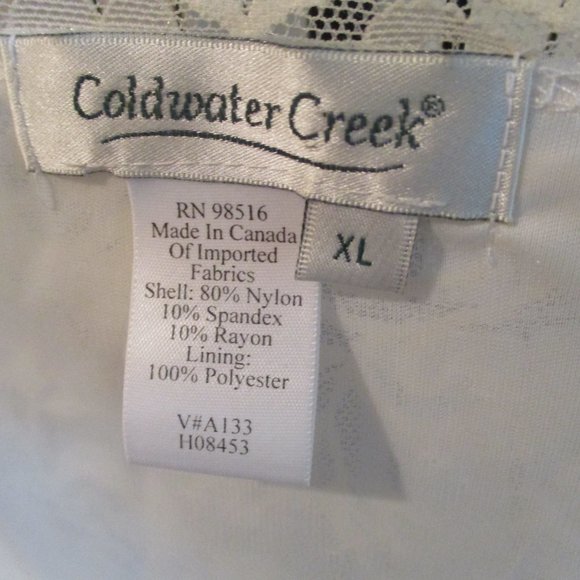 Coldwater Creek®
RN 98516
Made In Canada
Of Imported
Fabrics
Shell: 80% Nylon
10% Spandex
10% Rayon
Lining:
100% Polyester
V#A133
H08453
XL